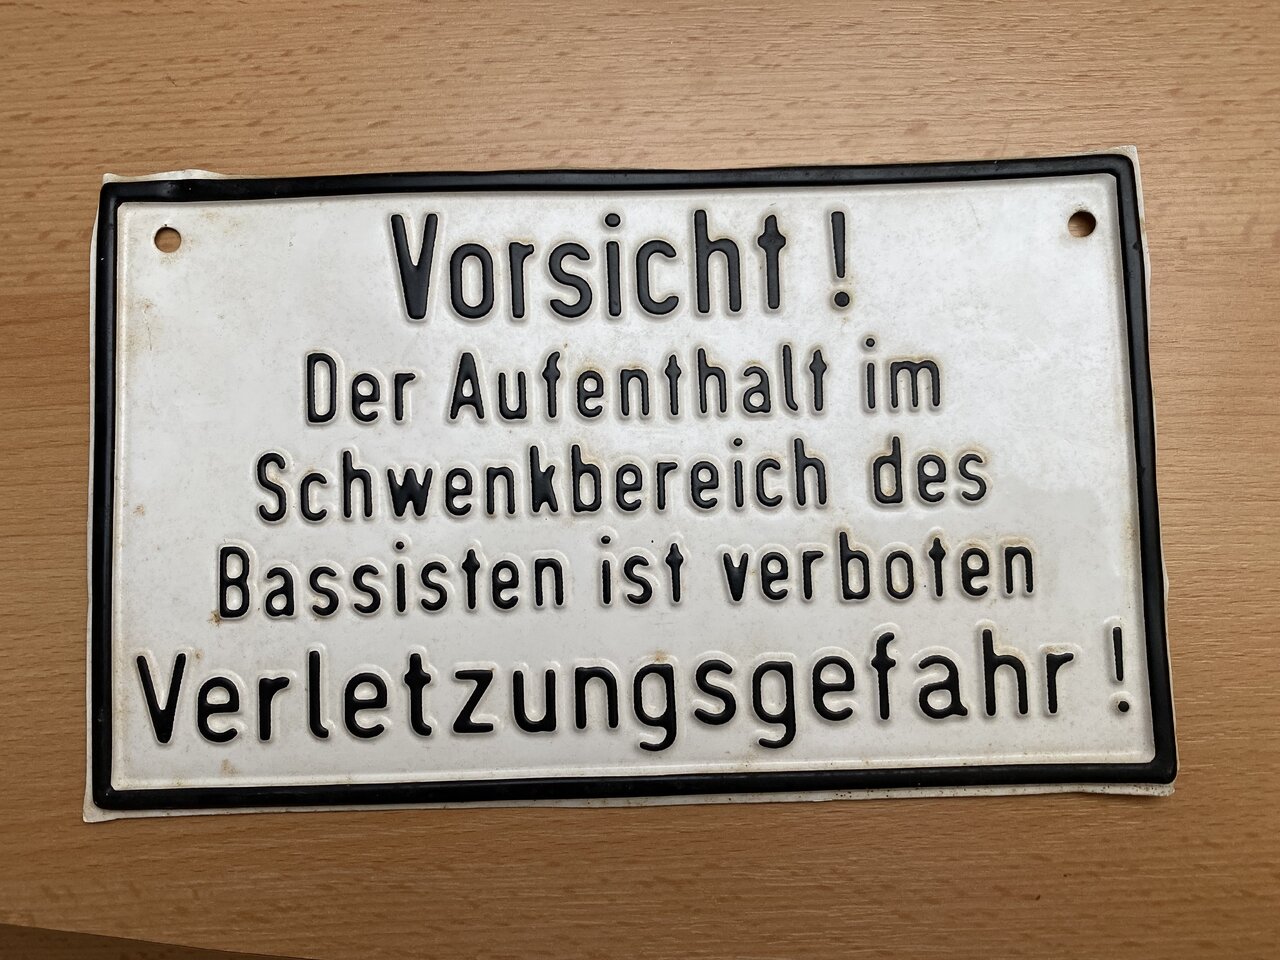 Vorsicht !
Der Aufenthalt im
Schwenkbereich des
Bassisten ist verboten
Verletzungsgefahr !